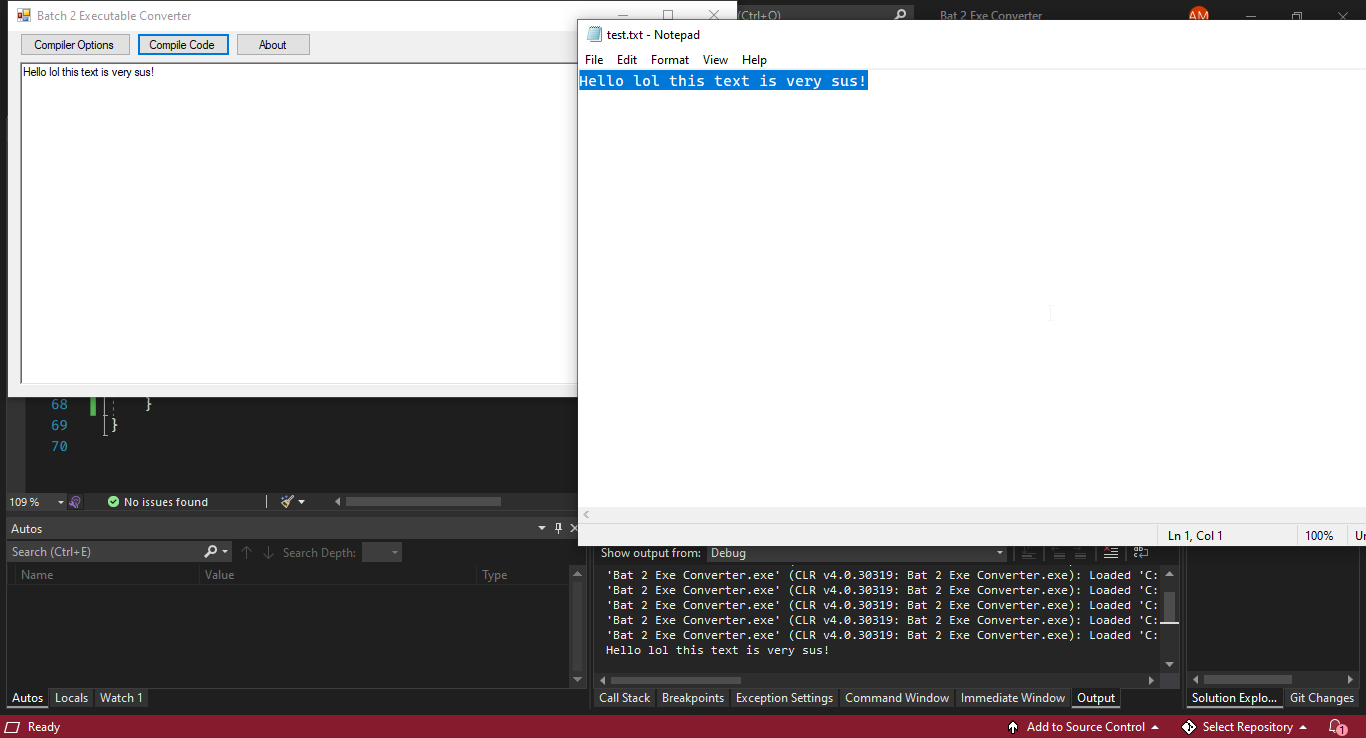 Batch 2 Executable Converter
Compiler Options Compile Code About
Hello lol this text is very sus!
(Ctrl+Q) Bat 2 Exe Converter AM
test.txt - Notepad
File Edit Format View Help
Hello lol this text is very sus!
Ln 1, Col 1 100%
68 }
69 }
70
109 % No issues found
Autos
Search (Ctrl+E) Search Depth:
Name Value Type
Autos Locals Watch 1
Show output from: Debug
'Bat 2 Exe Converter.exe' (CLR v4.0.30319: Bat 2 Exe Converter.exe): Loaded 'C:
'Bat 2 Exe Converter.exe' (CLR v4.0.30319: Bat 2 Exe Converter.exe): Loaded 'C:
'Bat 2 Exe Converter.exe' (CLR v4.0.30319: Bat 2 Exe Converter.exe): Loaded 'C:
'Bat 2 Exe Converter.exe' (CLR v4.0.30319: Bat 2 Exe Converter.exe): Loaded 'C:
'Bat 2 Exe Converter.exe' (CLR v4.0.30319: Bat 2 Exe Converter.exe): Loaded 'C:
Hello lol this text is very sus!
Call Stack Breakpoints Exception Settings Command Window Immediate Window Output
Solution Explo... Git Changes
Ready Add to Source Control Select Repository 1